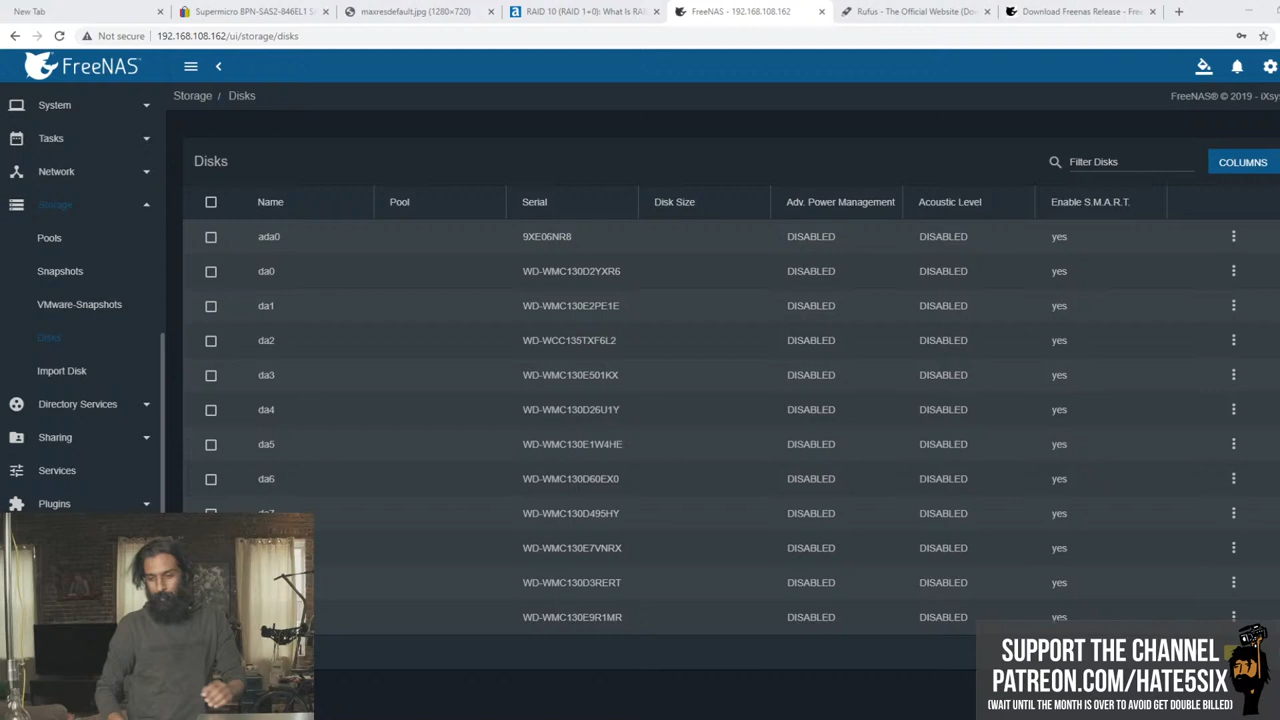 New Tab
Supermicro BPN-SAS2-846EL1 SA
maxresdefault.jpg (1280×720)
RAID 10 (RAID 1+0): What Is RAI
FreeNAS - 192.168.108.162
Rufus - The Official Website (Do
Download Freenas Release - Free
Not secure
192.168.108.162/ui/storage/disks
FreeNAS
Storage / Disks
FreeNAS® © 2019 - iXsy
System
Tasks
Network
Storage
Pools
Snapshots
VMware-Snapshots
Disks
Import Disk
Directory Services
Sharing
Services
Plugins
Disks
Filter Disks
COLUMNS
Name Pool Serial Disk Size Adv. Power Management Acoustic Level Enable S.M.A.R.T.
ada0 9XE06NR8 DISABLED DISABLED yes
da0 WD-WMC130D2YXR6 DISABLED DISABLED yes
da1 WD-WMC130E2PE1E DISABLED DISABLED yes
da2 WD-WCC135TXF6L2 DISABLED DISABLED yes
da3 WD-WMC130E501KX DISABLED DISABLED yes
da4 WD-WMC130D26U1Y DISABLED DISABLED yes
da5 WD-WMC130E1W4HE DISABLED DISABLED yes
da6 WD-WMC130D60EX0 DISABLED DISABLED yes
WD-WMC130D495HY DISABLED DISABLED yes
WD-WMC130E7VNRX DISABLED DISABLED yes
WD-WMC130D3RERT DISABLED DISABLED yes
WD-WMC130E9R1MR DISABLED DISABLED yes
SUPPORT THE CHANNEL
PATREON.COM/HATE5SIX
(WAIT UNTIL THE MONTH IS OVER TO AVOID GET DOUBLE BILLED)